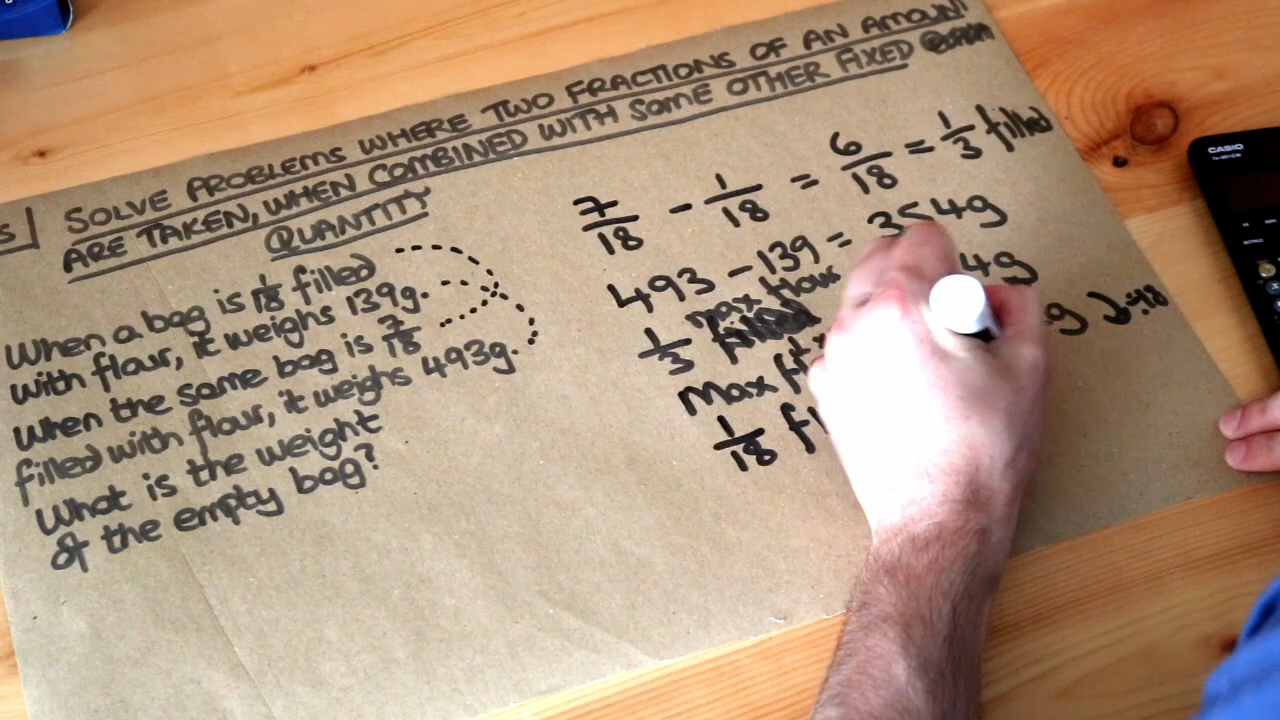 SOLVE PROBLEMS WHERE TWO FRACTIONS OF AN AMOUNT
ARE TAKEN, WHEN COMBINED WITH SOME OTHER FIXED
QUANTITY
When a bag is 1/18 filled
with flour, it weighs 139g.
When the same bag is 7/18
filled with flour, it weighs 493g.
What is the weight
of the empty bag?
7/18 - 1/18 = 6/18 = 1/3 filled
493 - 139 = 354g
max flour
1/3 4g
Max g ÷18
1/18
CASIO